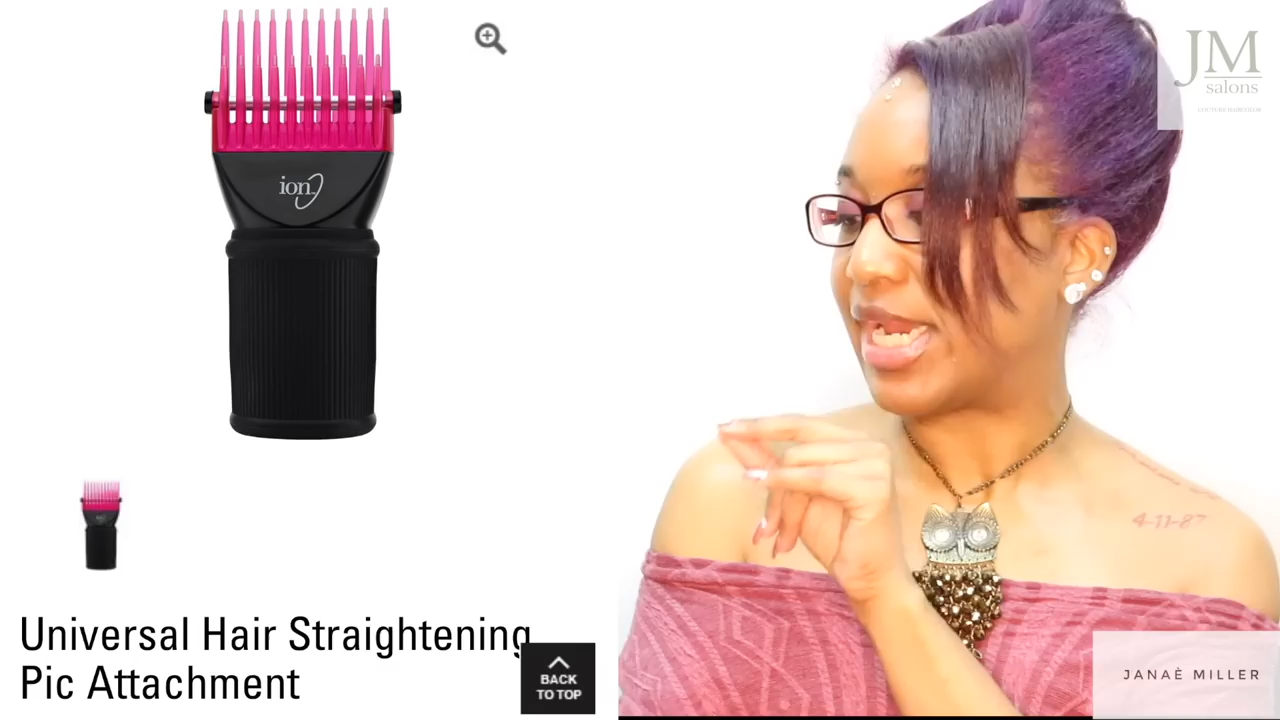 ion
Universal Hair Straightening
Pic Attachment
BACK
TO TOP
JM
salons
4-11-87
JANAÈ MILLER